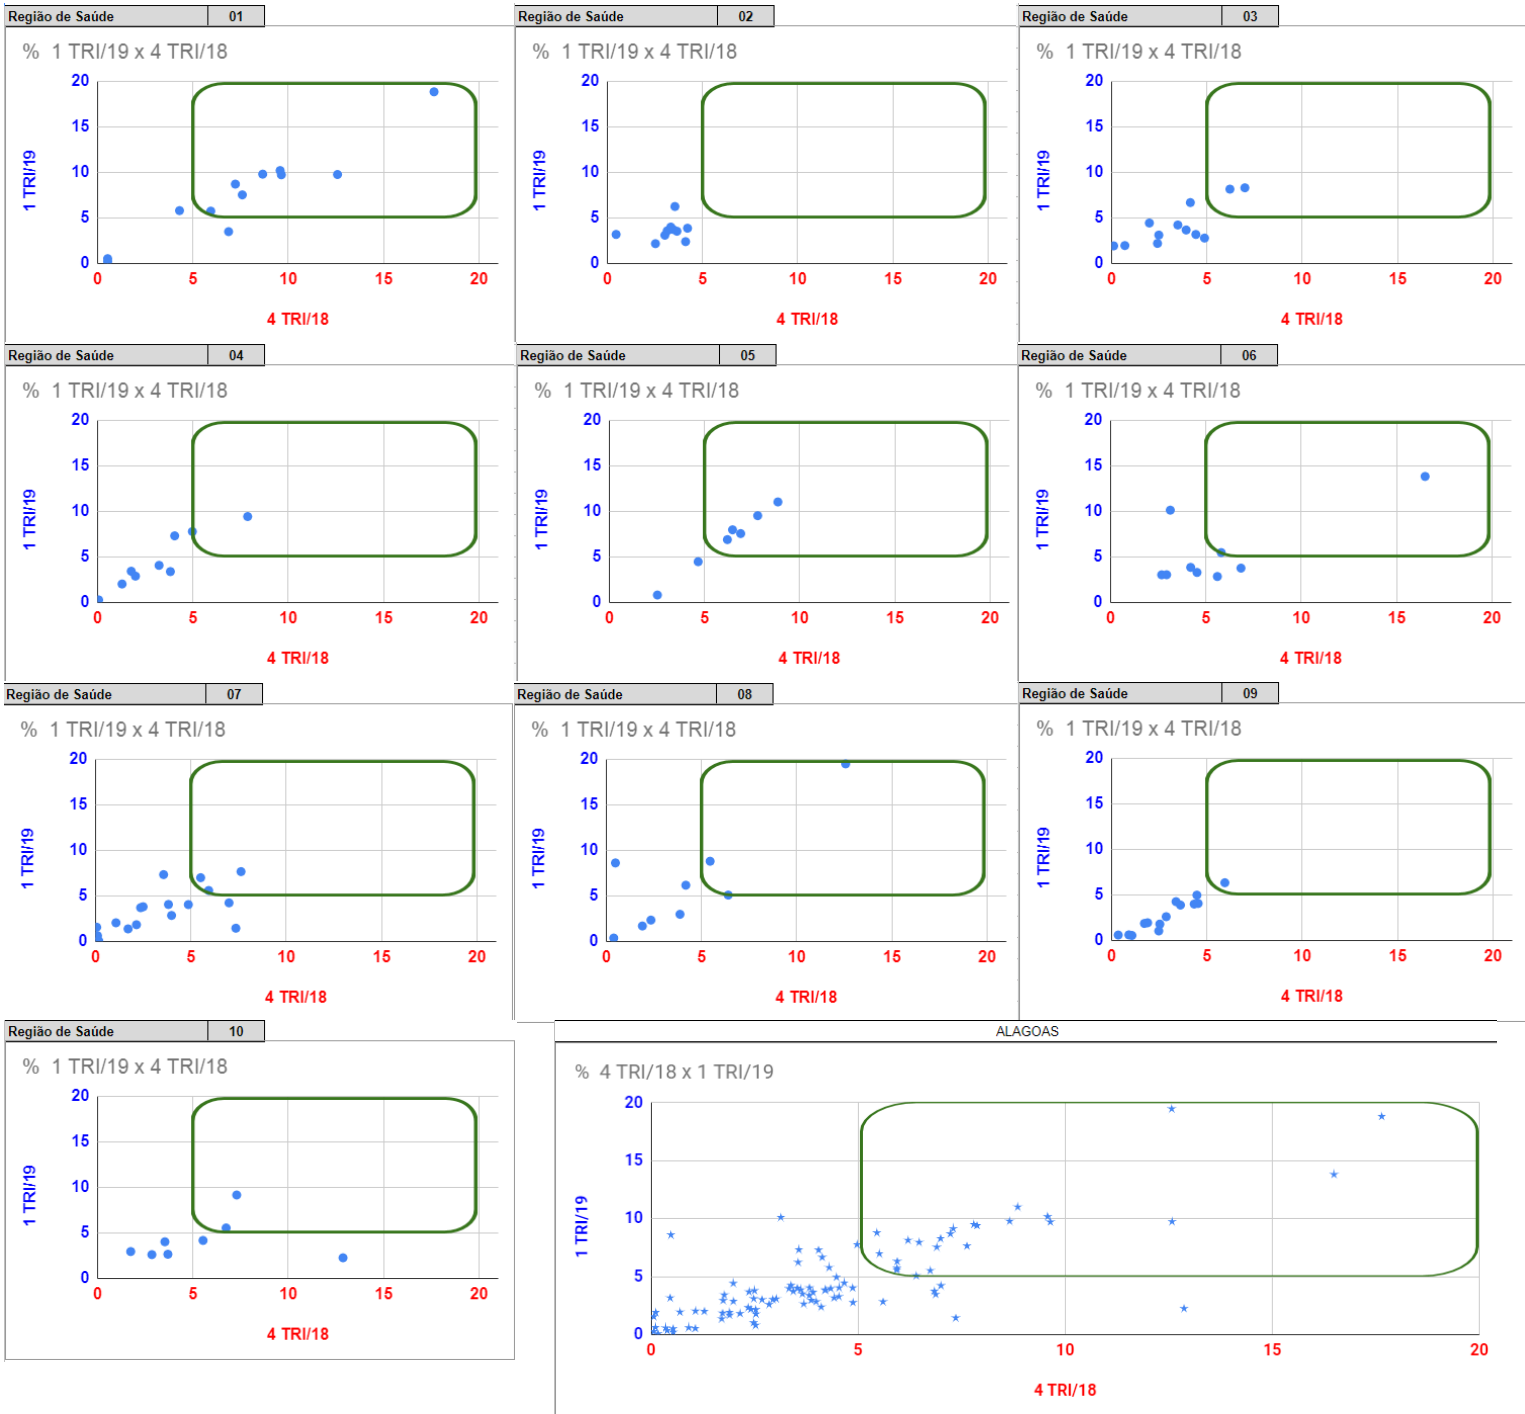 Região de Saúde 01
% 1 TRI/19 x 4 TRI/18
20
15
10
5
0
1 TRI/19
0 5 10 15 20
4 TRI/18
Região de Saúde 02
% 1 TRI/19 x 4 TRI/18
20
15
10
5
0
1 TRI/19
0 5 10 15 20
4 TRI/18
Região de Saúde 03
% 1 TRI/19 x 4 TRI/18
20
15
10
5
0
1 TRI/19
0 5 10 15 20
4 TRI/18
Região de Saúde 04
% 1 TRI/19 x 4 TRI/18
20
15
10
5
0
1 TRI/19
0 5 10 15 20
4 TRI/18
Região de Saúde 05
% 1 TRI/19 x 4 TRI/18
20
15
10
5
0
1 TRI/19
0 5 10 15 20
4 TRI/18
Região de Saúde 06
% 1 TRI/19 x 4 TRI/18
20
15
10
5
0
1 TRI/19
0 5 10 15 20
4 TRI/18
Região de Saúde 07
% 1 TRI/19 x 4 TRI/18
20
15
10
5
0
1 TRI/19
0 5 10 15 20
4 TRI/18
Região de Saúde 08
% 1 TRI/19 x 4 TRI/18
20
15
10
5
0
1 TRI/19
0 5 10 15 20
4 TRI/18
Região de Saúde 09
% 1 TRI/19 x 4 TRI/18
20
15
10
5
0
1 TRI/19
0 5 10 15 20
4 TRI/18
Região de Saúde 10
% 1 TRI/19 x 4 TRI/18
20
15
10
5
0
1 TRI/19
0 5 10 15 20
4 TRI/18
ALAGOAS
% 4 TRI/18 x 1 TRI/19
20
15
10
5
0
1 TRI/19
0 5 10 15 20
4 TRI/18